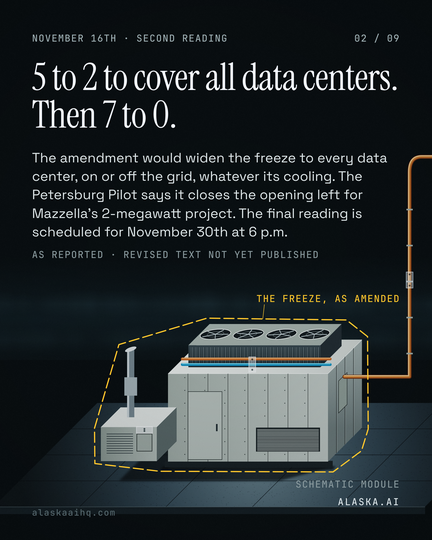 NOVEMBER 16TH · SECOND READING
02 / 09
5 to 2 to cover all data centers.
Then 7 to 0.
The amendment would widen the freeze to every data
center, on or off the grid, whatever its cooling. The
Petersburg Pilot says it closes the opening left for
Mazzella's 2-megawatt project. The final reading is
scheduled for November 30th at 6 p.m.
AS REPORTED · REVISED TEXT NOT YET PUBLISHED
THE FREEZE, AS AMENDED
SCHEMATIC MODULE
ALASKA.AI
alaskaaihq.com